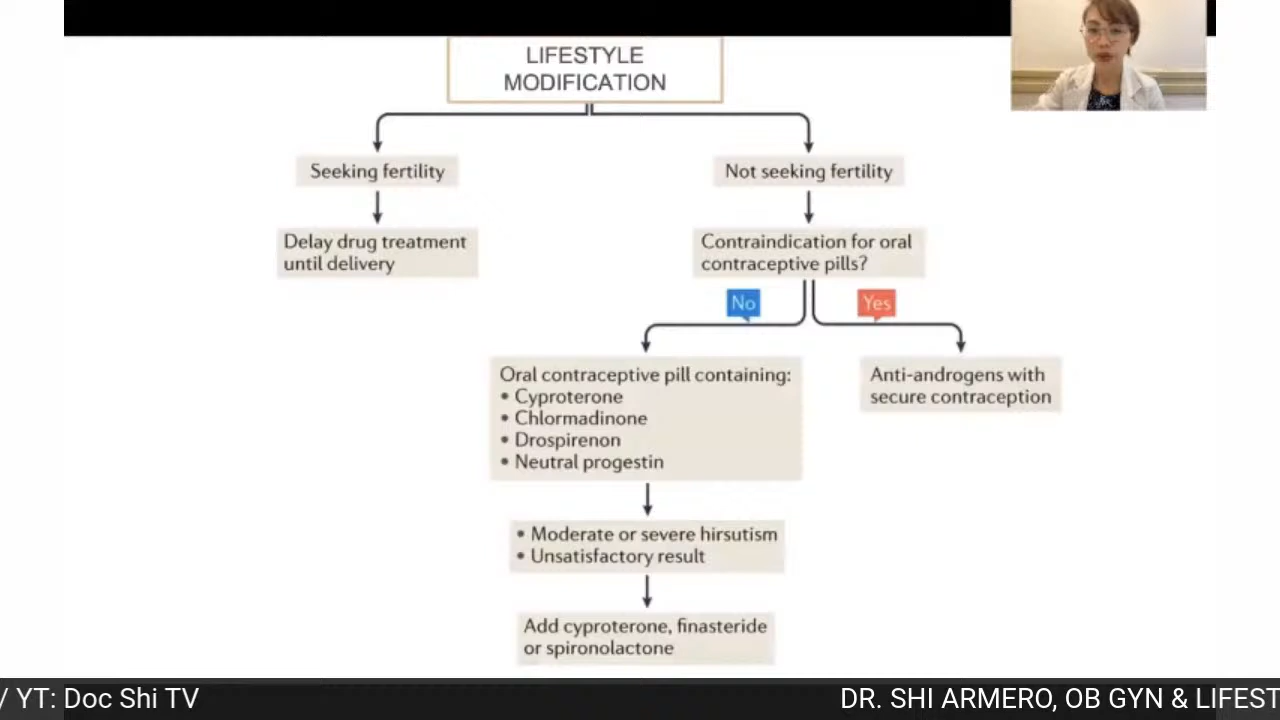 LIFESTYLE
MODIFICATION
Seeking fertility
Not seeking fertility
Delay drug treatment
until delivery
Contraindication for oral
contraceptive pills?
No
Yes
Oral contraceptive pill containing:
• Cyproterone
• Chlormadinone
• Drospirenon
• Neutral progestin
Anti-androgens with
secure contraception
• Moderate or severe hirsutism
• Unsatisfactory result
Add cyproterone, finasteride
or spironolactone
/ YT: Doc Shi TV
DR. SHI ARMERO, OB GYN & LIFEST